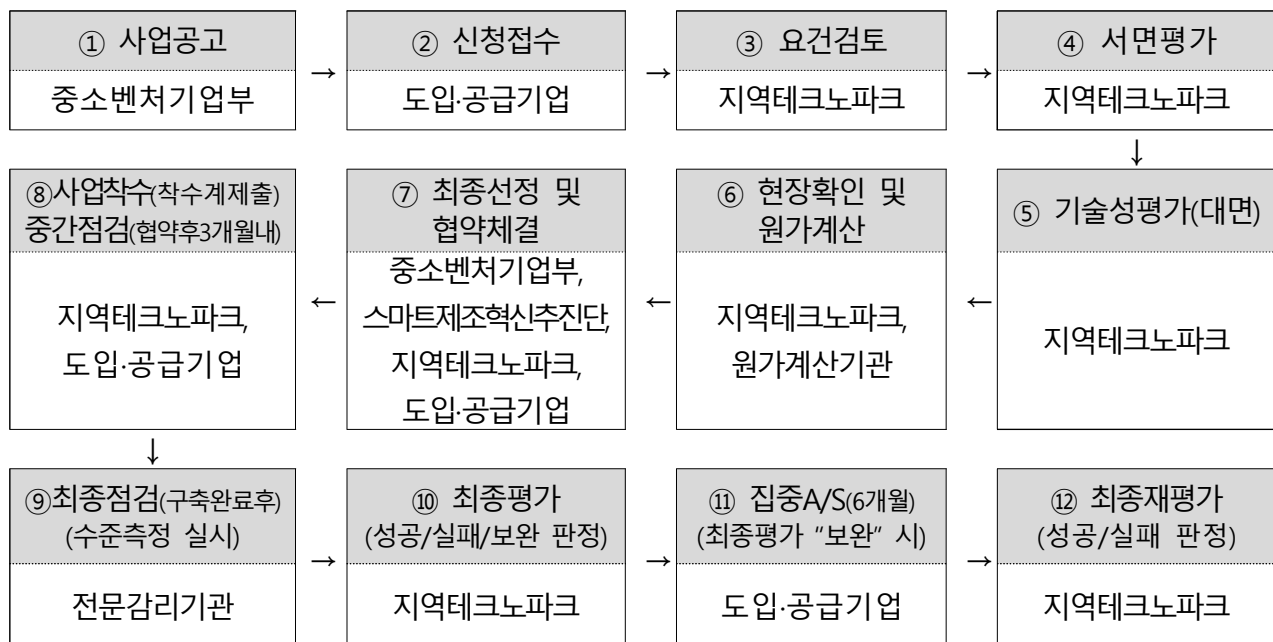 ① 사업공고
중소벤처기업부
→
② 신청접수
도입·공급기업
→
③ 요건검토
지역테크노파크
→
④ 서면평가
지역테크노파크
↓
⑤ 기술성평가(대면)
지역테크노파크
←
⑥ 현장확인 및
원가계산
지역테크노파크,
원가계산기관
←
⑦ 최종선정 및
협약체결
중소벤처기업부,
스마트제조혁신추진단,
지역테크노파크,
도입·공급기업
←
⑧사업착수(착수계제출)
중간점검(협약후3개월내)
지역테크노파크,
도입·공급기업
↓
⑨최종점검(구축완료후)
(수준측정 실시)
전문감리기관
→
⑩ 최종평가
(성공/실패/보완 판정)
지역테크노파크
→
⑪ 집중A/S(6개월)
(최종평가 “보완” 시)
도입·공급기업
→
⑫ 최종재평가
(성공/실패 판정)
지역테크노파크